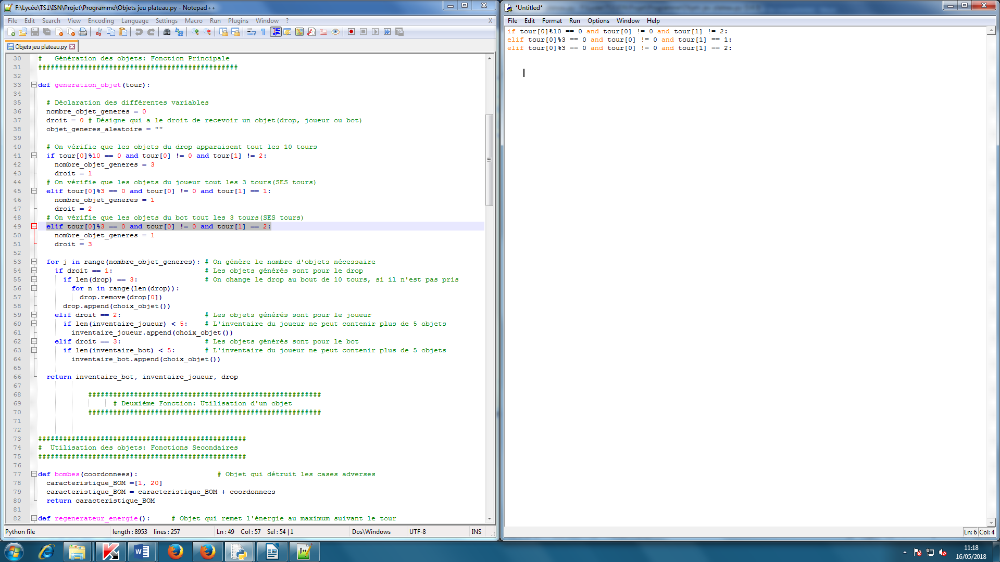 F:\Lycée\TS1\ISN\Projet\Programme\Objets jeu plateau.py - Notepad++
File Edit Search View Encoding Language Settings Macro Run Plugins Window ? X
Objets jeu plateau.py
30 #   Génération des objets: Fonction Principale
31 ################################################
32
33 def generation_objet(tour):
34
35   # Déclaration des différentes variables
36   nombre_objet_generes = 0
37   droit = 0 # Désigne qui a le droit de recevoir un objet(drop, joueur ou bot)
38   objet_generes_aleatoire = ""
39
40   # On vérifie que les objets du drop apparaisent tout les 10 tours
41   if tour[0]%10 == 0 and tour[0] != 0 and tour[1] != 2:
42     nombre_objet_generes = 3
43     droit = 1
44   # On vérifie que les objets du joueur tout les 3 tours(SES tours)
45   elif tour[0]%3 == 0 and tour[0] != 0 and tour[1] == 1:
46     nombre_objet_generes = 1
47     droit = 2
48   # On vérifie que les objets du bot tout les 3 tours(SES tours)
49   elif tour[0]%3 == 0 and tour[0] != 0 and tour[1] == 2:
50     nombre_objet_generes = 1
51     droit = 3
52
53   for j in range(nombre_objet_generes): # On génère le nombre d'objets nécessaire
54     if droit == 1:                      # Les objets générés sont pour le drop
55       if len(drop) == 3:                # On change le drop au bout de 10 tours, si il n'est pas pris
56         for n in range(len(drop)):
57           drop.remove(drop[0])
58       drop.append(choix_objet())
59     elif droit == 2:                    # Les objets générés sont pour le joueur
60       if len(inventaire_joueur) < 5:    # L'inventaire du joueur ne peut contenir plus de 5 objets
61         inventaire_joueur.append(choix_objet())
62     elif droit == 3:                    # Les objets générés sont pour le bot
63       if len(inventaire_bot) < 5:       # L'inventaire du joueur ne peut contenir plus de 5 objets
64         inventaire_bot.append(choix_objet())
65
66   return inventaire_bot, inventaire_joueur, drop
67
68             ########################################################
69                   # Deuxième Fonction: Utilisation d'un objet
70             ########################################################
71
72
73 ##################################################
74 #  Utilisation des objets: Fonctions Secondaires
75 ##################################################
76
77 def bombes(coordonnees):                   # Objet qui détruit les cases adverses
78   caracteristique_BOM =[1, 20]
79   caracteristique_BOM = caracteristique_BOM + coordonnees
80   return caracteristique_BOM
81
82 def regenerateur_energie():     # Objet qui remet l'énergie au maximum suivant le tour
Python file length : 8953 lines : 257 Ln : 49 Col : 57 Sel : 54 | 1 Dos\Windows UTF-8 INS
*Untitled*
File Edit Format Run Options Window Help
if tour[0]%10 == 0 and tour[0] != 0 and tour[1] != 2:
elif tour[0]%3 == 0 and tour[0] != 0 and tour[1] == 1:
elif tour[0]%3 == 0 and tour[0] != 0 and tour[1] == 2:
Ln: 6 Col: 4
11:18
16/05/2018